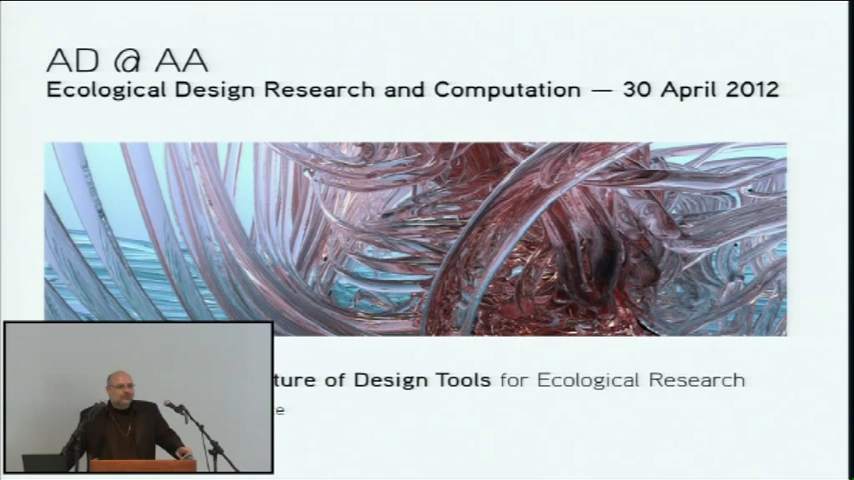 AD @ AA
Ecological Design Research and Computation — 30 April 2012
ture of Design Tools for Ecological Research